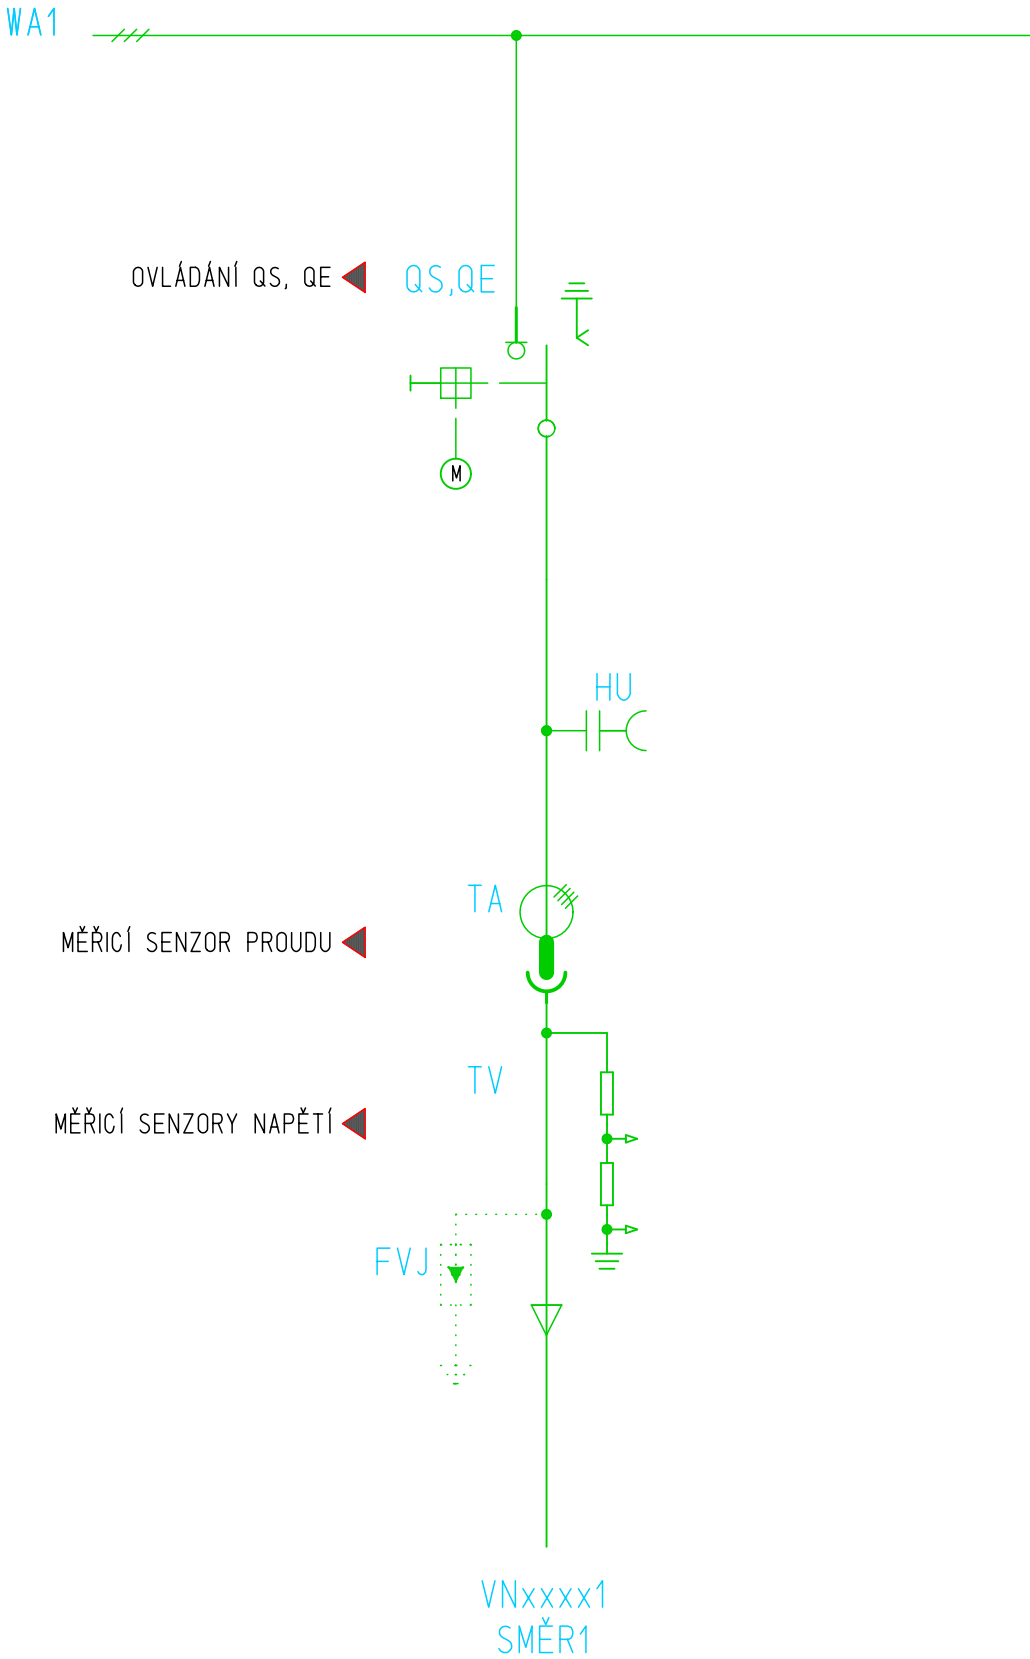 WA1
OVLÁDÁNÍ QS, QE
QS,QE
M
HU
TA
MĚŘICÍ SENZOR PROUDU
TV
MĚŘICÍ SENZORY NAPĚTÍ
FVJ
VNxxxx1
SMĚR1